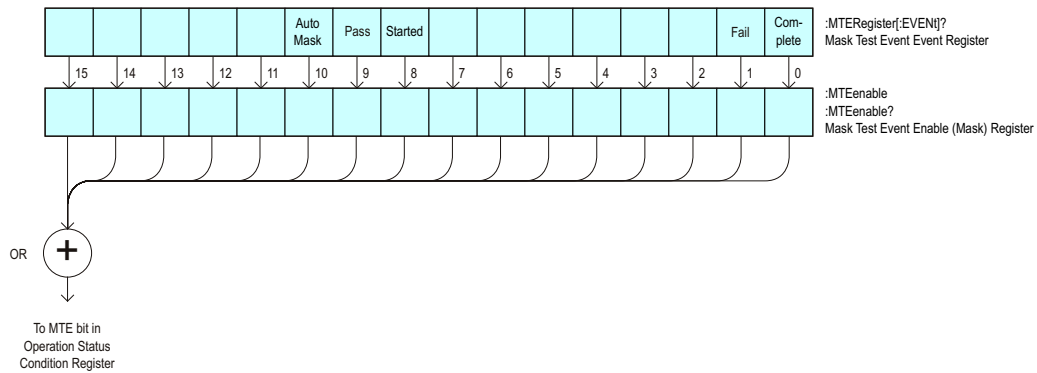 Auto Mask
Pass
Started
Fail
Com-
plete
:MTERegister[:EVENt]?
Mask Test Event Event Register
15 14 13 12 11 10 9 8 7 6 5 4 3 2 1 0
:MTEenable
:MTEenable?
Mask Test Event Enable (Mask) Register
OR
+
To MTE bit in
Operation Status
Condition Register